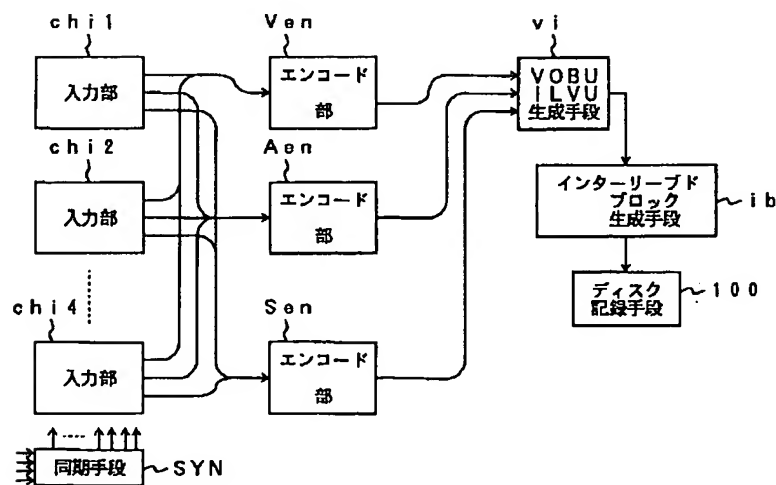 chi1
Ven
vi
入力部
エンコード
部
VOBU
ILVU
生成手段
chi2
Aen
入力部
エンコード
部
インターリーブド
ブロック
生成手段
ib
chi4
Sen
ディスク
記録手段
100
入力部
エンコード
部
同期手段
SYN